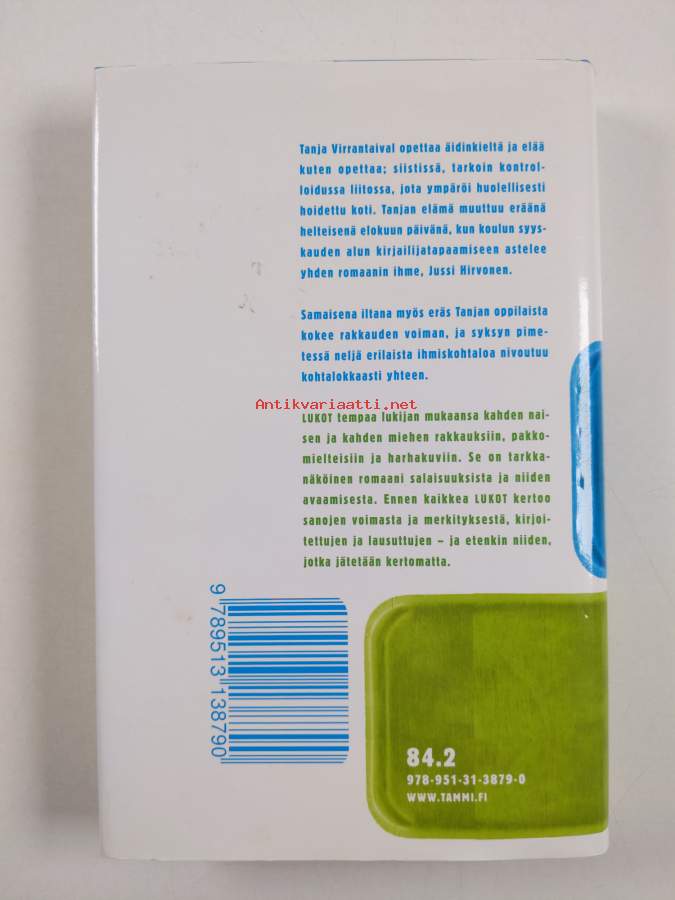 Tanja Virrantaival opettaa äidinkieltä ja elää
kuten opettaa; siistissä, tarkoin kontrol-
loidussa liitossa, jota ympäröi huolellisesti
hoidettu koti. Tanjan elämä muuttuu eräänä
helteisenä elokuun päivänä, kun koulun syys-
kauden alun kirjailijatapaamiseen astelee
yhden romaanin ihme, Jussi Hirvonen.
Samaisena iltana myös eräs Tanjan oppilaista
kokee rakkauden voiman, ja syksyn pime-
tessä neljä erilaista ihmiskohtaloa nivoutuu
kohtalokkaasti yhteen.
Antikvariaatti.net
LUKOT tempaa lukijan mukaansa kahden nai-
sen ja kahden miehen rakkauksiin, pakko-
mielteisiin ja harhakuviin. Se on tarkka-
näköinen romaani salaisuuksista ja niiden
avaamisesta. Ennen kaikkea LUKOT kertoo
sanojen voimasta ja merkityksestä, kirjoi-
tettujen ja lausuttujen – ja etenkin niiden,
jotka jätetään kertomatta.
9 789513 138790
84.2
978-951-31-3879-0
WWW.TAMMI.FI